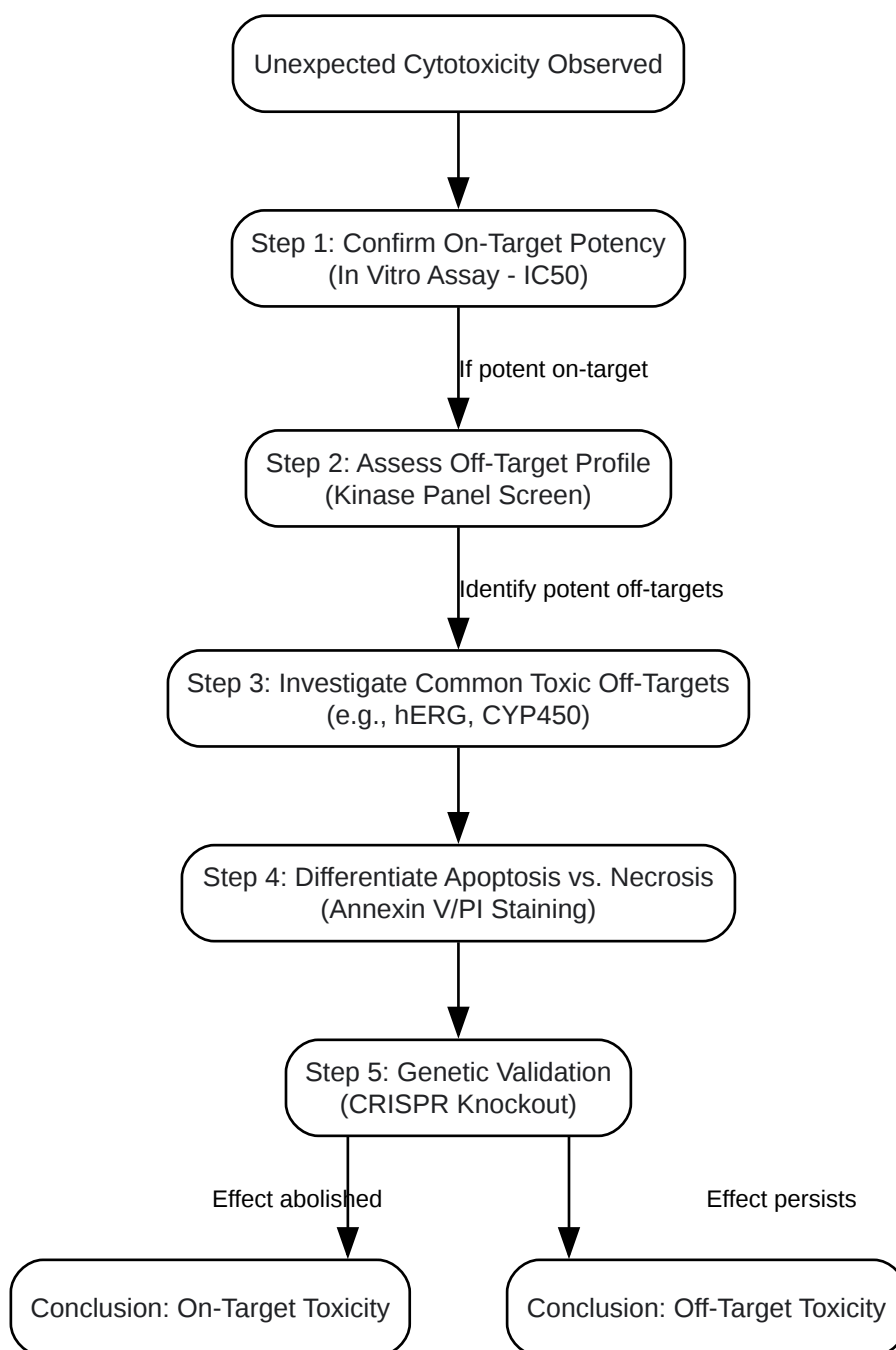 Unexpected Cytotoxicity Observed
Step 1: Confirm On-Target Potency
(In Vitro Assay - IC50)
If potent on-target
Step 2: Assess Off-Target Profile
(Kinase Panel Screen)
Identify potent off-targets
Step 3: Investigate Common Toxic Off-Targets
(e.g., hERG, CYP450)
Step 4: Differentiate Apoptosis vs. Necrosis
(Annexin V/PI Staining)
Step 5: Genetic Validation
(CRISPR Knockout)
Effect abolished
Effect persists
Conclusion: On-Target Toxicity
Conclusion: Off-Target Toxicity